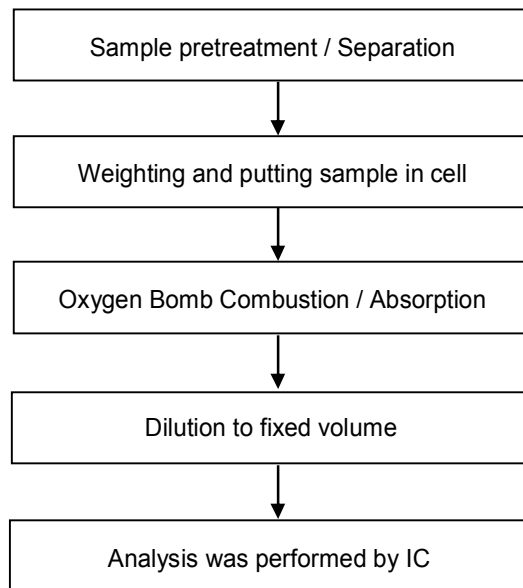 Sample pretreatment / Separation
Weighting and putting sample in cell
Oxygen Bomb Combustion / Absorption
Dilution to fixed volume
Analysis was performed by IC